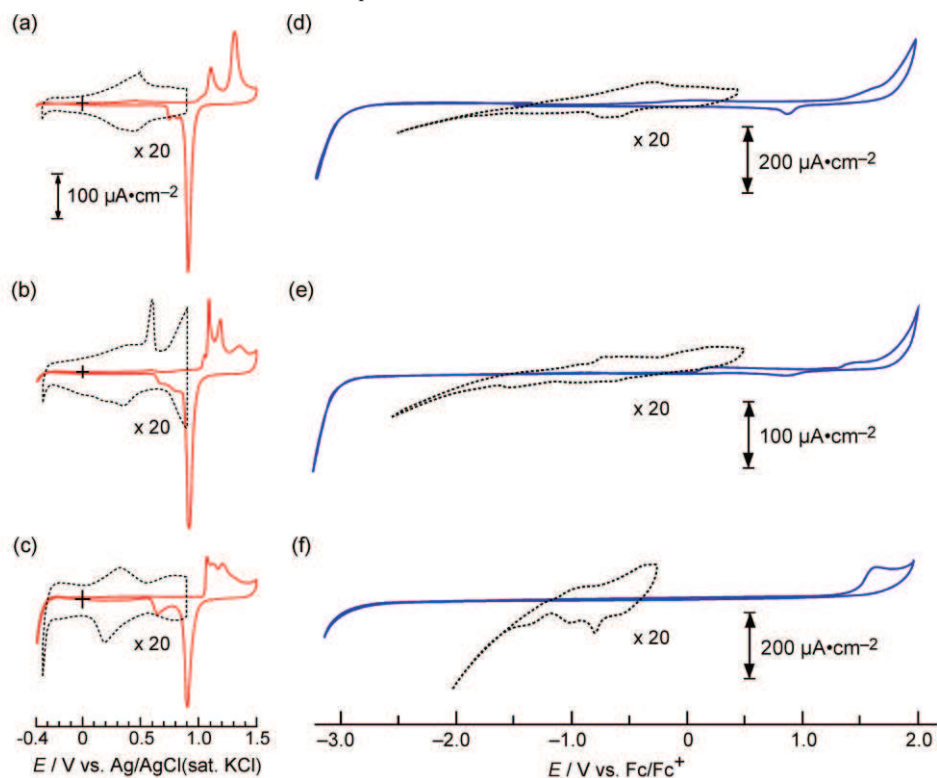 (a)
x 20
100 µA•cm⁻²
(b)
x 20
(c)
x 20
-0.4 0 0.5 1.0 1.5
E / V vs. Ag/AgCl(sat. KCl)
(d)
x 20
200 µA•cm⁻²
(e)
x 20
100 µA•cm⁻²
(f)
x 20
200 µA•cm⁻²
−3.0 −2.0 −1.0 0 1.0 2.0
E / V vs. Fc/Fc⁺